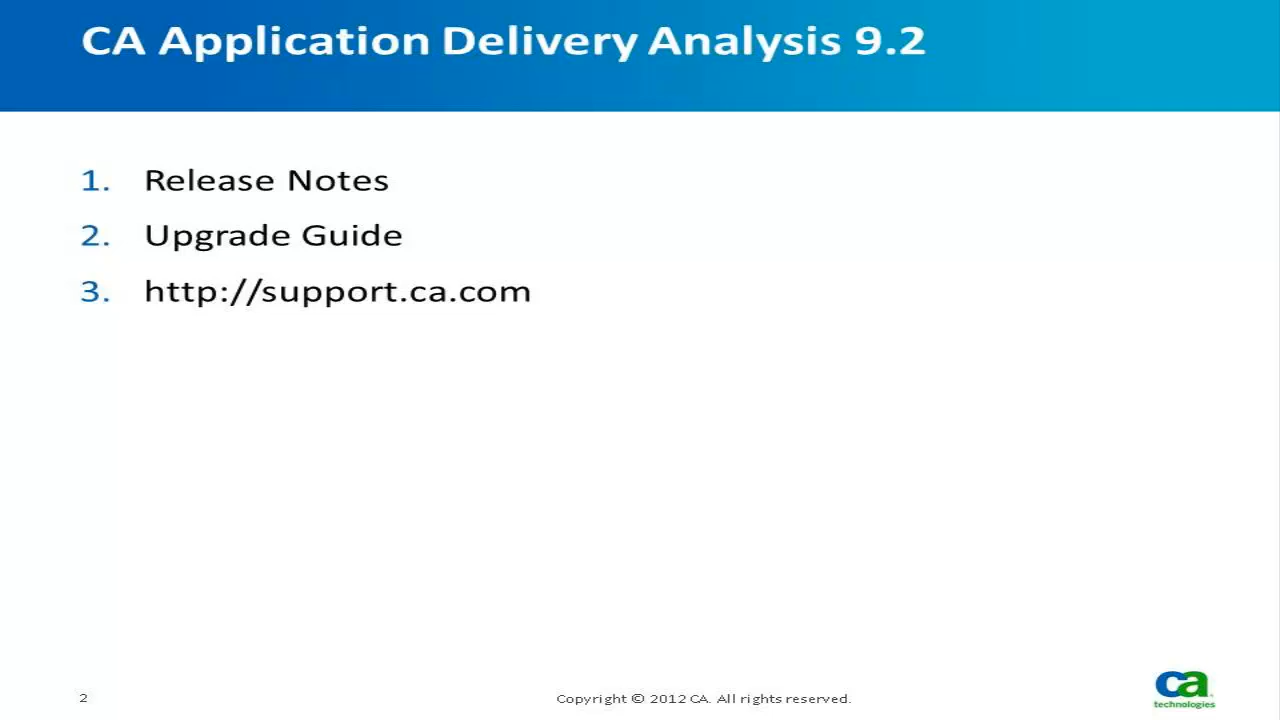 CA Application Delivery Analysis 9.2
1. Release Notes
2. Upgrade Guide
3. http://support.ca.com
2
Copyright © 2012 CA. All rights reserved.
ca
technologies